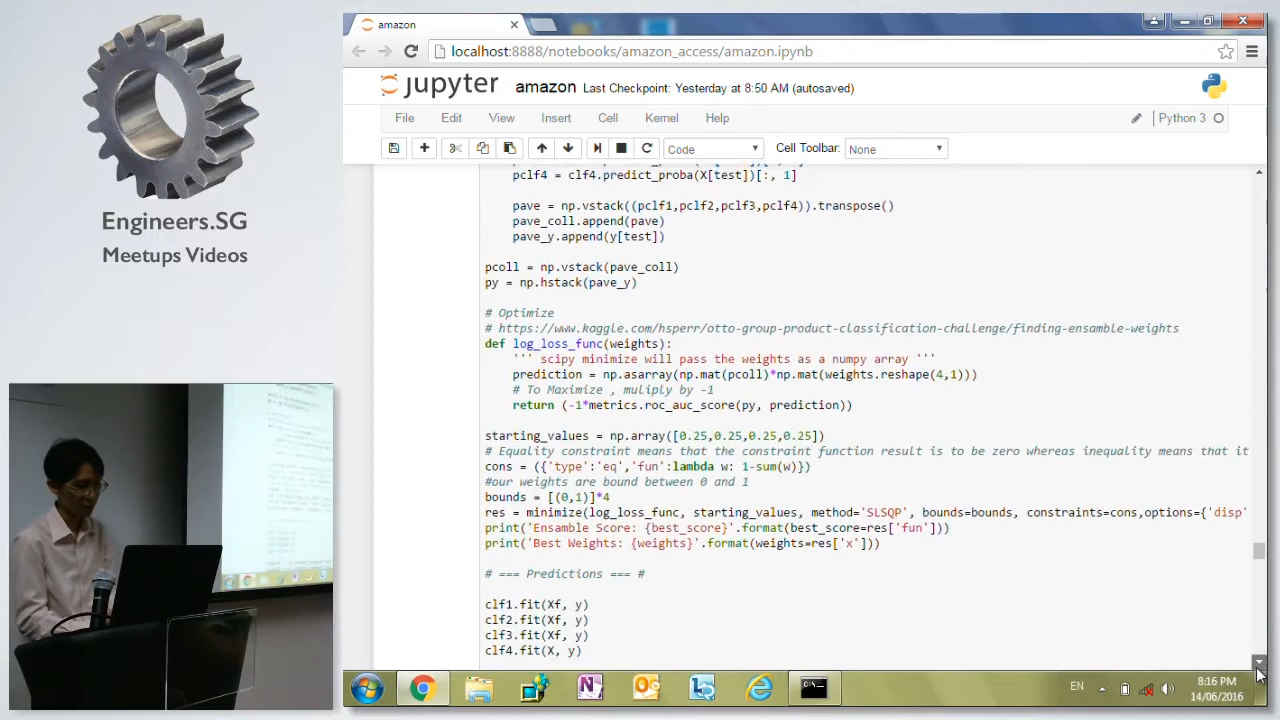 Engineers.SG
Meetups Videos
amazon
localhost:8888/notebooks/amazon_access/amazon.ipynb
jupyter amazon Last Checkpoint: Yesterday at 8:50 AM (autosaved)
File Edit View Insert Cell Kernel Help Python 3
Code Cell Toolbar: None
pclf4 = clf4.predict_proba(X[test])[:, 1]
pave = np.vstack((pclf1,pclf2,pclf3,pclf4)).transpose()
pave_coll.append(pave)
pave_y.append(y[test])
pcoll = np.vstack(pave_coll)
py = np.hstack(pave_y)
# Optimize
# https://www.kaggle.com/hsperr/otto-group-product-classification-challenge/finding-ensamble-weights
def log_loss_func(weights):
''' scipy minimize will pass the weights as a numpy array '''
prediction = np.asarray(np.mat(pcoll)*np.mat(weights.reshape(4,1)))
# To Maximize , muliply by -1
return (-1*metrics.roc_auc_score(py, prediction))
starting_values = np.array([0.25,0.25,0.25,0.25])
# Equality constraint means that the constraint function result is to be zero whereas inequality means that it
cons = ({'type':'eq','fun':lambda w: 1-sum(w)})
#our weights are bound between 0 and 1
bounds = [(0,1)]*4
res = minimize(log_loss_func, starting_values, method='SLSQP', bounds=bounds, constraints=cons,options={'disp'
print('Ensamble Score: {best_score}'.format(best_score=res['fun']))
print('Best Weights: {weights}'.format(weights=res['x']))
# === Predictions === #
clf1.fit(Xf, y)
clf2.fit(Xf, y)
clf3.fit(Xf, y)
clf4.fit(X, y)
EN
8:16 PM
14/06/2016